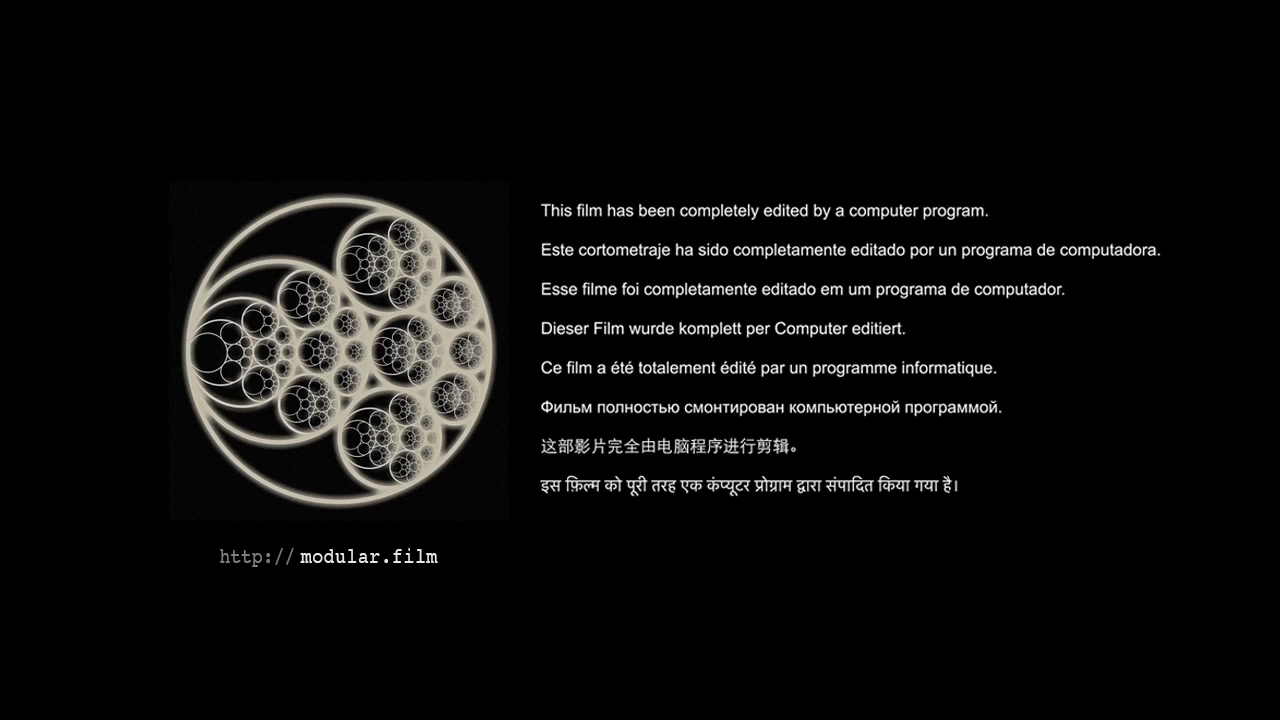 This film has been completely edited by a computer program.
Este cortometraje ha sido completamente editado por un programa de computadora.
Esse filme foi completamente editado em um programa de computador.
Dieser Film wurde komplett per Computer editiert.
Ce film a été totalement édité par un programme informatique.
Фильм полностью смонтирован компьютерной программой.
这部影片完全由电脑程序进行剪辑。
इस फ़िल्म को पूरी तरह एक कंप्यूटर प्रोग्राम द्वारा संपादित किया गया है।
http:// modular.film